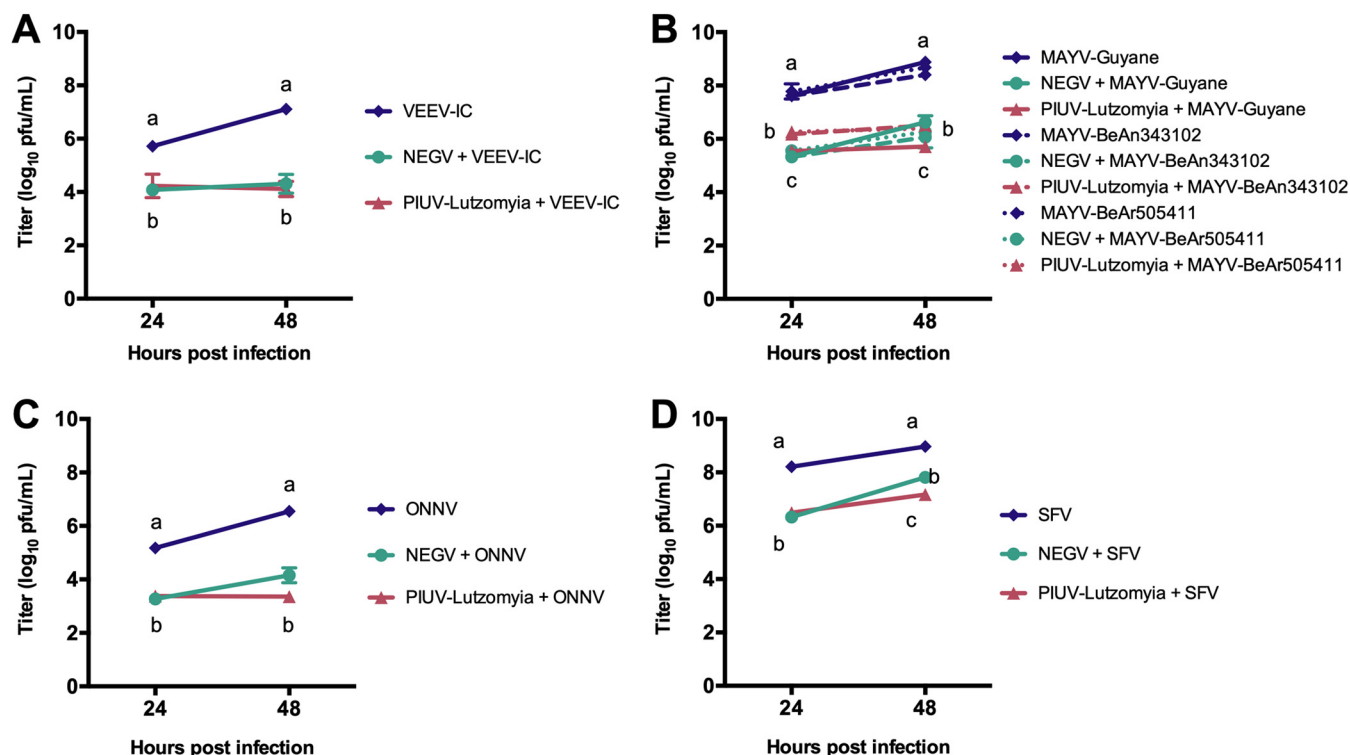 A
Titer (log10 pfu/mL)
10
8
6
4
2
0
a
a
b
b
24
48
Hours post infection
VEEV-IC
NEGV + VEEV-IC
PIUV-Lutzomyia + VEEV-IC
B
Titer (log10 pfu/mL)
10
8
6
4
2
0
a
a
b
b
c
c
24
48
Hours post infection
MAYV-Guyane
NEGV + MAYV-Guyane
PIUV-Lutzomyia + MAYV-Guyane
MAYV-BeAn343102
NEGV + MAYV-BeAn343102
PIUV-Lutzomyia + MAYV-BeAn343102
MAYV-BeAr505411
NEGV + MAYV-BeAr505411
PIUV-Lutzomyia + MAYV-BeAr505411
C
Titer (log10 pfu/mL)
10
8
6
4
2
0
a
a
b
b
24
48
Hours post infection
ONNV
NEGV + ONNV
PIUV-Lutzomyia + ONNV
D
Titer (log10 pfu/mL)
10
8
6
4
2
0
a
a
b
b
c
24
48
Hours post infection
SFV
NEGV + SFV
PIUV-Lutzomyia + SFV